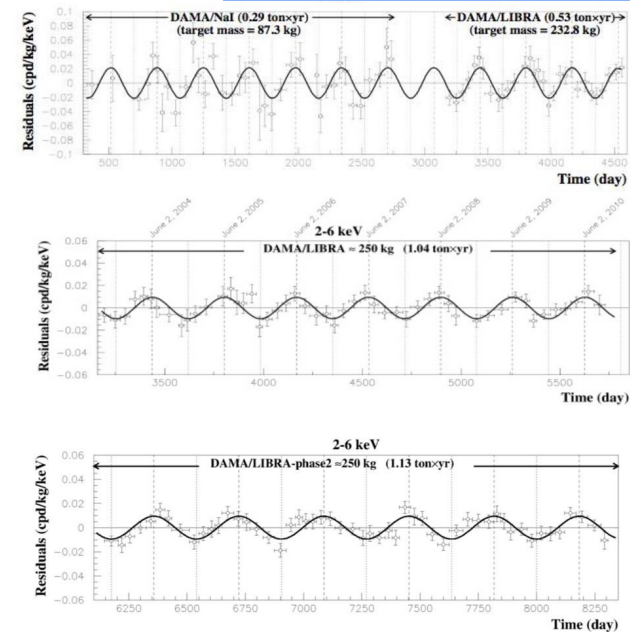 DAMA/NaI (0.29 ton×yr)
(target mass = 87.3 kg)
DAMA/LIBRA (0.53 ton×yr)
(target mass = 232.8 kg)
Residuals (cpd/kg/keV)
0.1
0.08
0.06
0.04
0.02
0
−0.02
−0.04
−0.06
−0.08
−0.1
500 1000 1500 2000 2500 3000 3500 4000 4500
Time (day)
June 2, 2004 June 2, 2005 June 2, 2006 June 2, 2007 June 2, 2008 June 2, 2009 June 2, 2010
2-6 keV
DAMA/LIBRA ≈ 250 kg (1.04 ton×yr)
Residuals (cpd/kg/keV)
0.06
0.04
0.02
0
−0.02
−0.04
−0.06
3500 4000 4500 5000 5500
Time (day)
2-6 keV
DAMA/LIBRA-phase2 ≈250 kg (1.13 ton×yr)
Residuals (cpd/kg/keV)
0.06
0.04
0.02
0
−0.02
−0.04
−0.06
6250 6500 6750 7000 7250 7500 7750 8000 8250
Time (day)